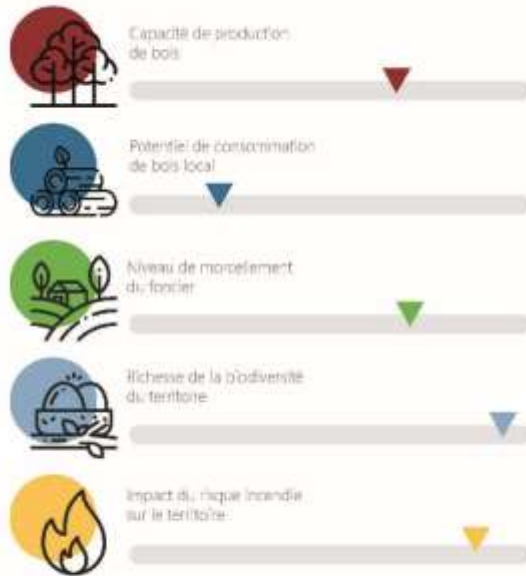 Capacité de production
de bois
Potentiel de consommation
de bois local
Niveau de morcelement
du foncier
Richesse de la biodiversité
du territoire
Impact du risque incendie
sur le territoire